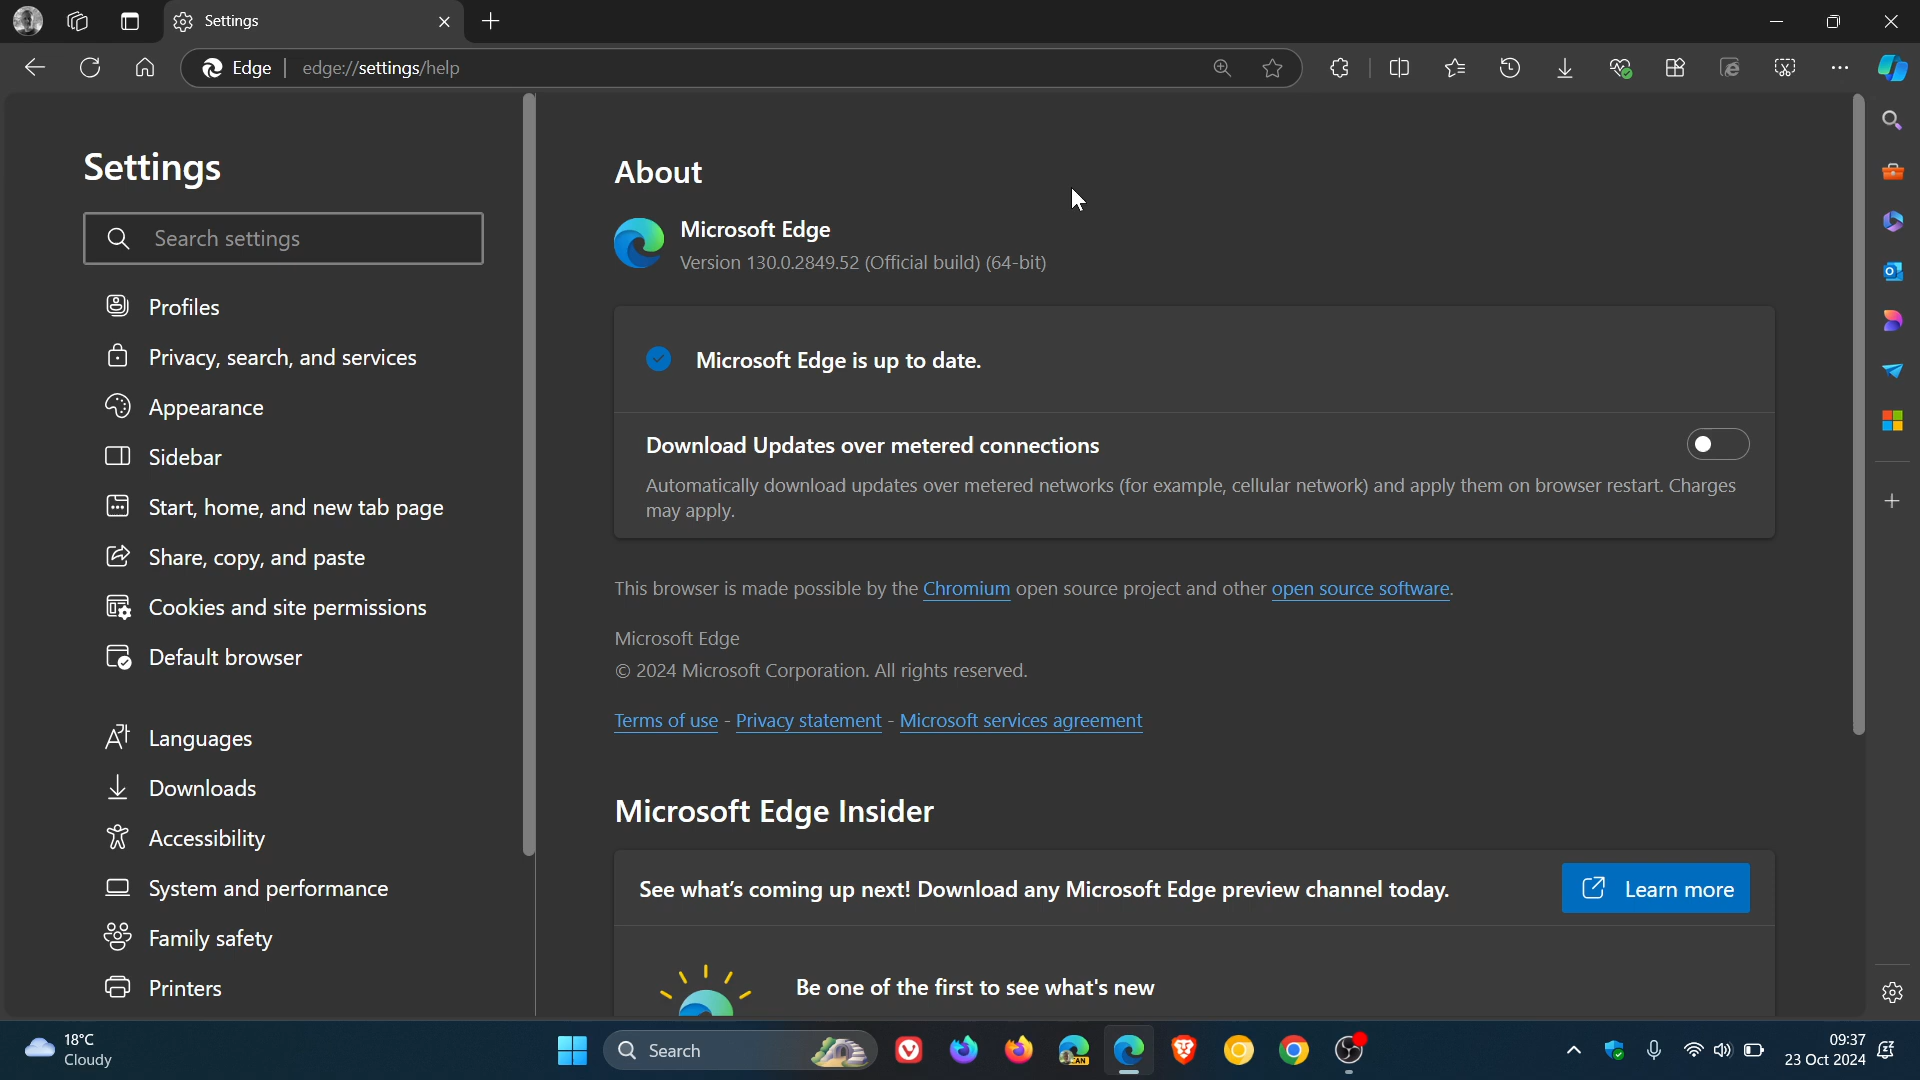 Settings
Edge
edge://settings/help
Settings
Search settings
Profiles
Privacy, search, and services
Appearance
Sidebar
Start, home, and new tab page
Share, copy, and paste
Cookies and site permissions
Default browser
Languages
Downloads
Accessibility
System and performance
Family safety
Printers
About
Microsoft Edge
Version 130.0.2849.52 (Official build) (64-bit)
Microsoft Edge is up to date.
Download Updates over metered connections
Automatically download updates over metered networks (for example, cellular network) and apply them on browser restart. Charges
may apply.
This browser is made possible by the Chromium open source project and other open source software.
Microsoft Edge
© 2024 Microsoft Corporation. All rights reserved.
Terms of use - Privacy statement - Microsoft services agreement
Microsoft Edge Insider
See what's coming up next! Download any Microsoft Edge preview channel today.
Learn more
Be one of the first to see what's new
18°C
Cloudy
Search
CAN
09:37
23 Oct 2024